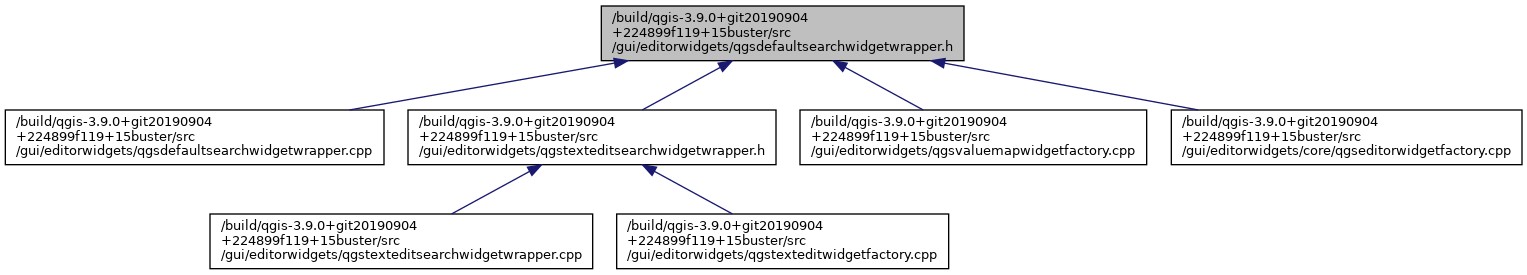 /build/qgis-3.9.0+git20190904
+224899f119+15buster/src
/gui/editorwidgets/qgsdefaultsearchwidgetwrapper.h
/build/qgis-3.9.0+git20190904
+224899f119+15buster/src
/gui/editorwidgets/qgsdefaultsearchwidgetwrapper.cpp
/build/qgis-3.9.0+git20190904
+224899f119+15buster/src
/gui/editorwidgets/qgstexteditsearchwidgetwrapper.h
/build/qgis-3.9.0+git20190904
+224899f119+15buster/src
/gui/editorwidgets/qgsvaluemapwidgetfactory.cpp
/build/qgis-3.9.0+git20190904
+224899f119+15buster/src
/gui/editorwidgets/core/qgseditorwidgetfactory.cpp
/build/qgis-3.9.0+git20190904
+224899f119+15buster/src
/gui/editorwidgets/qgstexteditsearchwidgetwrapper.cpp
/build/qgis-3.9.0+git20190904
+224899f119+15buster/src
/gui/editorwidgets/qgstexteditwidgetfactory.cpp